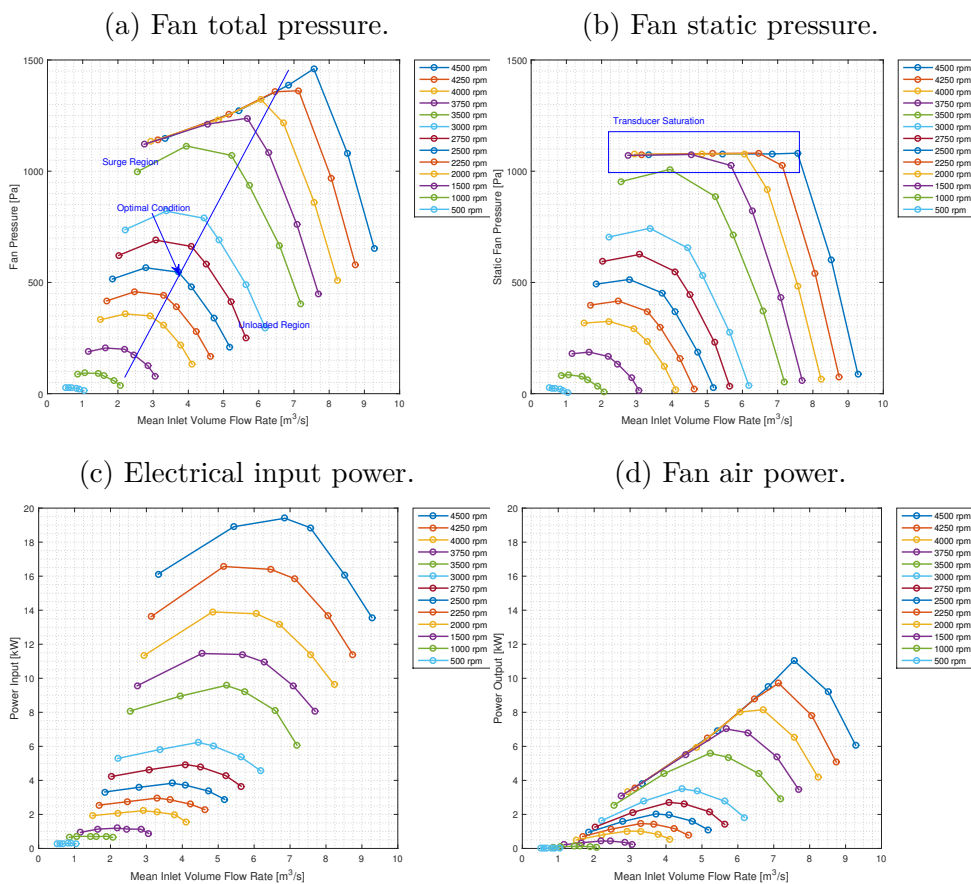 (a) Fan total pressure.
1500
1000
500
0
0 1 2 3 4 5 6 7 8 9 10
Fan Pressure [Pa]
Mean Inlet Volume Flow Rate [m³/s]
Surge Region
Optimal Condition
Unloaded Region
4500 rpm
4250 rpm
4000 rpm
3750 rpm
3500 rpm
3000 rpm
2750 rpm
2500 rpm
2250 rpm
2000 rpm
1500 rpm
1000 rpm
500 rpm
(b) Fan static pressure.
1500
1000
500
0
0 1 2 3 4 5 6 7 8 9 10
Static Fan Pressure [Pa]
Mean Inlet Volume Flow Rate [m³/s]
Transducer Saturation
4500 rpm
4250 rpm
4000 rpm
3750 rpm
3500 rpm
3000 rpm
2750 rpm
2500 rpm
2250 rpm
2000 rpm
1500 rpm
1000 rpm
500 rpm
(c) Electrical input power.
20
18
16
14
12
10
8
6
4
2
0
0 1 2 3 4 5 6 7 8 9 10
Power Input [kW]
Mean Inlet Volume Flow Rate [m³/s]
4500 rpm
4250 rpm
4000 rpm
3750 rpm
3500 rpm
3000 rpm
2750 rpm
2500 rpm
2250 rpm
2000 rpm
1500 rpm
1000 rpm
500 rpm
(d) Fan air power.
20
18
16
14
12
10
8
6
4
2
0
0 1 2 3 4 5 6 7 8 9 10
Power Output [kW]
Mean Inlet Volume Flow Rate [m³/s]
4500 rpm
4250 rpm
4000 rpm
3750 rpm
3500 rpm
3000 rpm
2750 rpm
2500 rpm
2250 rpm
2000 rpm
1500 rpm
1000 rpm
500 rpm